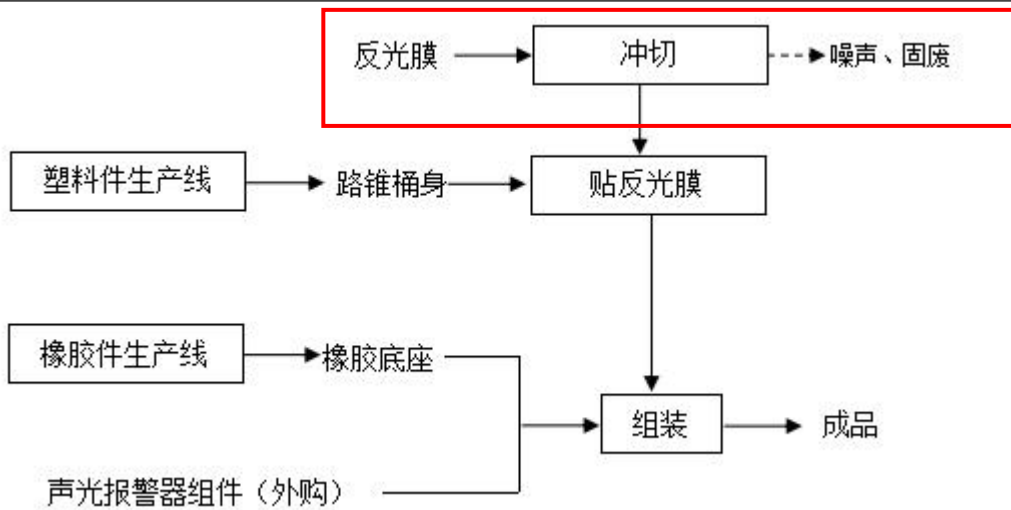 反光膜
冲切
噪声、固废
塑料件生产线
路锥桶身
贴反光膜
橡胶件生产线
橡胶底座
组装
成品
声光报警器组件（外购）